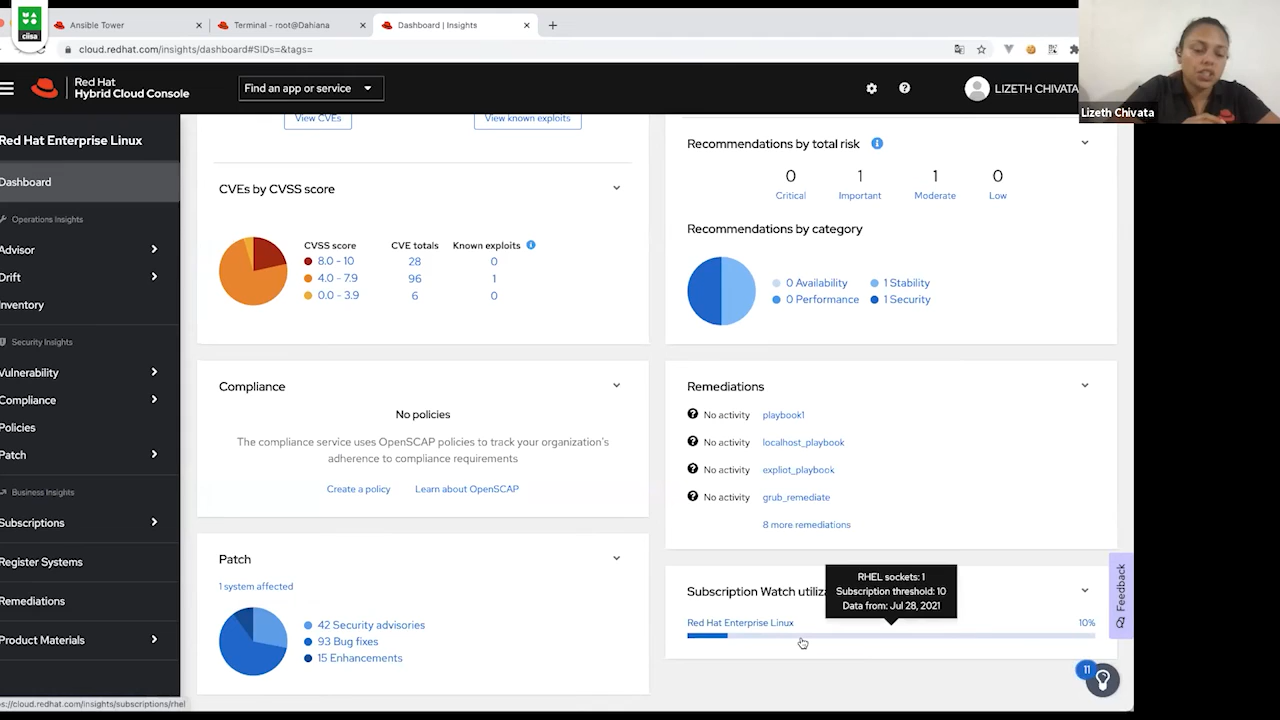 clisa
Ansible Tower
Terminal - root@Dahiana
Dashboard | Insights
cloud.redhat.com/insights/dashboard#SIDs=&tags=
Red Hat
Hybrid Cloud Console
Find an app or service
LIZETH CHIVATA
Lizeth Chivata
Red Hat Enterprise Linux
Dashboard
Operations Insights
Advisor
Drift
Inventory
Security Insights
Vulnerability
Compliance
Policies
Patch
Business Insights
Subscriptions
Register Systems
Remediations
Product Materials
View CVEs
View known exploits
CVEs by CVSS score
CVSS score CVE totals Known exploits
8.0 - 10 28 0
4.0 - 7.9 96 1
0.0 - 3.9 6 0
Recommendations by total risk
0 1 1 0
Critical Important Moderate Low
Recommendations by category
0 Availability 1 Stability
0 Performance 1 Security
Compliance
No policies
The compliance service uses OpenSCAP policies to track your organization's
adherence to compliance requirements
Create a policy Learn about OpenSCAP
Remediations
No activity playbook1
No activity localhost_playbook
No activity expliot_playbook
No activity grub_remediate
8 more remediations
Patch
1 system affected
42 Security advisories
93 Bug fixes
15 Enhancements
Subscription Watch utiliz
RHEL sockets: 1
Subscription threshold: 10
Data from: Jul 28, 2021
Red Hat Enterprise Linux 10%
Feedback
11
s://cloud.redhat.com/insights/subscriptions/rhel